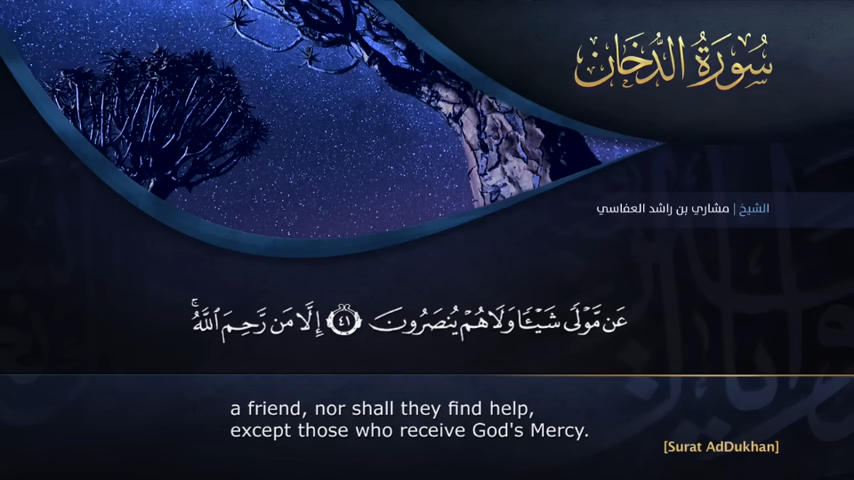 سُورَةُ الدُّخَان
الشيخ | مشاري بن راشد العفاسي
عَن مَّوْلًى شَيْـًٔا وَلَا هُمْ يُنصَرُونَ ٤١ إِلَّا مَن رَّحِمَ ٱللَّهُ ۚ
a friend, nor shall they find help,
except those who receive God's Mercy.
[Surat AdDukhan]